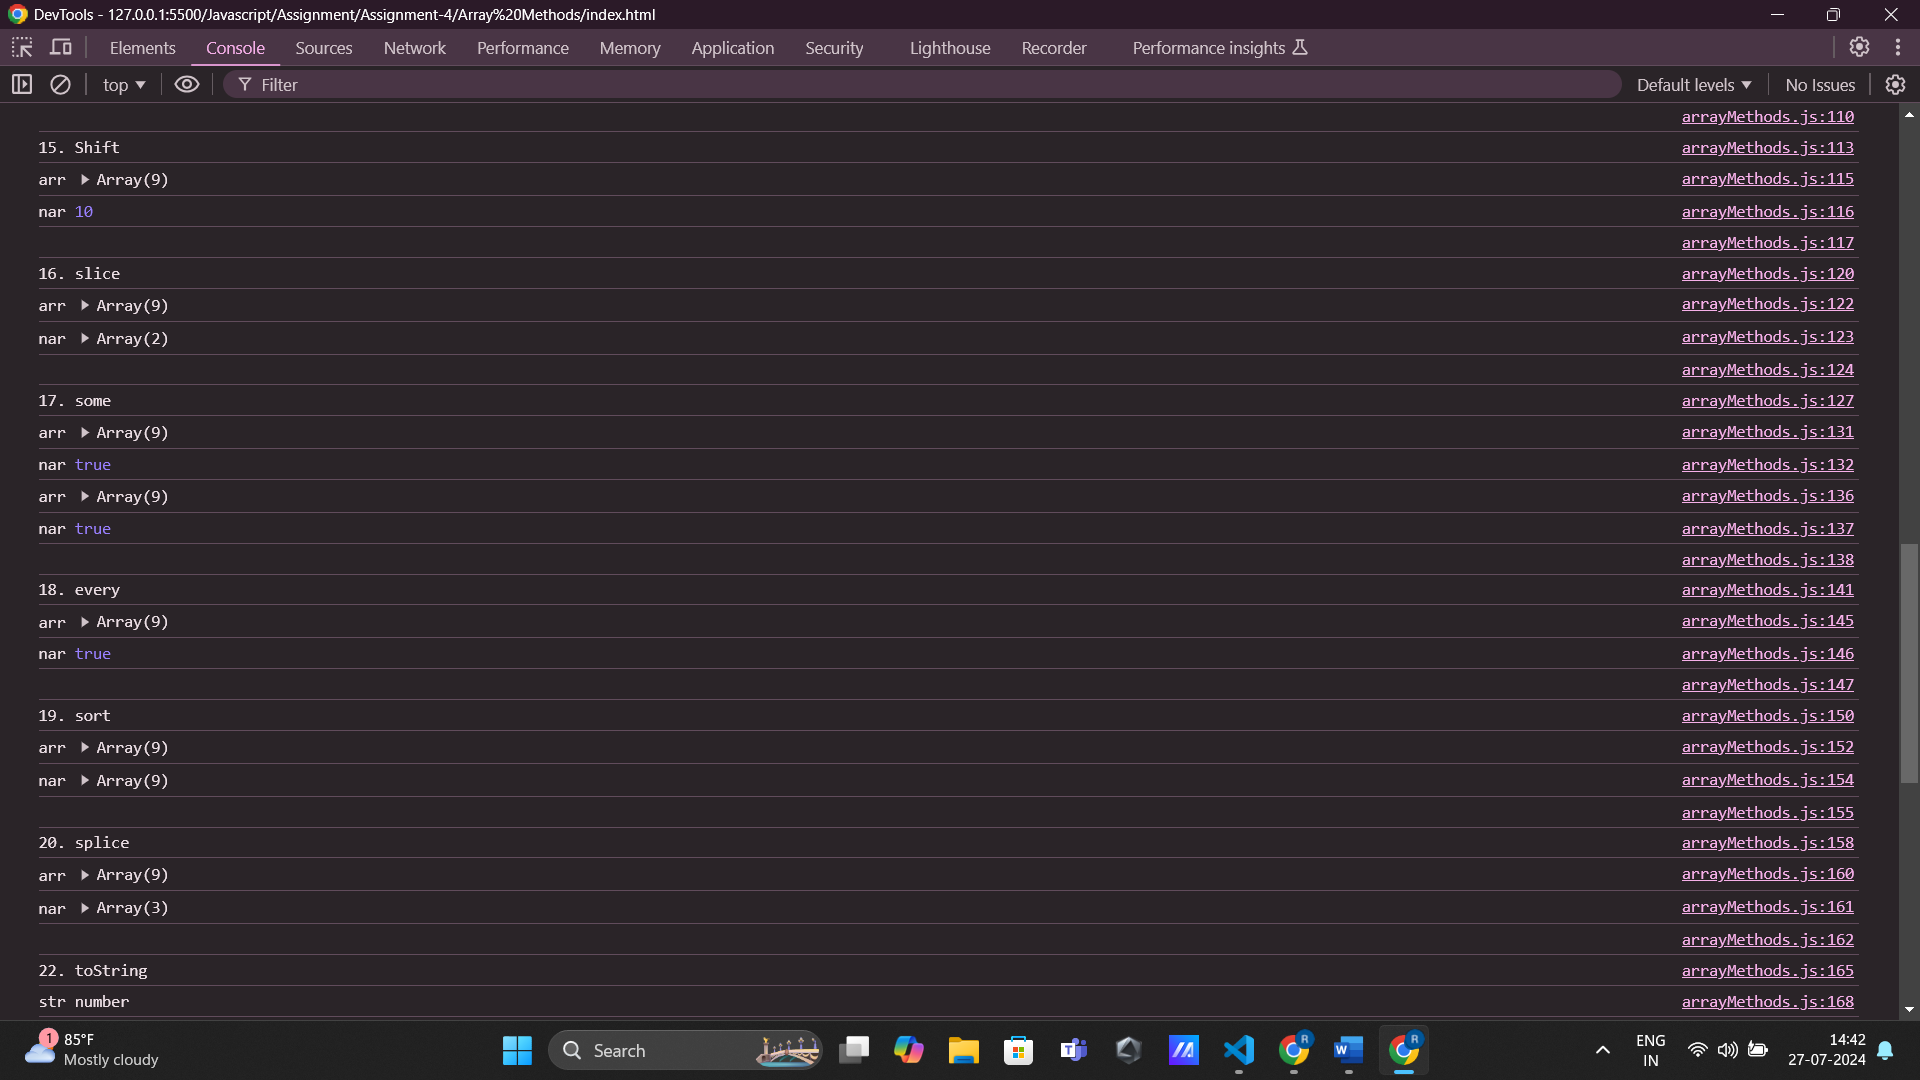 DevTools - 127.0.0.1:5500/Javascript/Assignment/Assignment-4/Array%20Methods/index.html
Elements Console Sources Network Performance Memory Application Security Lighthouse Recorder Performance insights
top Filter Default levels No Issues
arrayMethods.js:110
15. Shift arrayMethods.js:113
arr Array(9) arrayMethods.js:115
nar 10 arrayMethods.js:116
arrayMethods.js:117
16. slice arrayMethods.js:120
arr Array(9) arrayMethods.js:122
nar Array(2) arrayMethods.js:123
arrayMethods.js:124
17. some arrayMethods.js:127
arr Array(9) arrayMethods.js:131
nar true arrayMethods.js:132
arr Array(9) arrayMethods.js:136
nar true arrayMethods.js:137
arrayMethods.js:138
18. every arrayMethods.js:141
arr Array(9) arrayMethods.js:145
nar true arrayMethods.js:146
arrayMethods.js:147
19. sort arrayMethods.js:150
arr Array(9) arrayMethods.js:152
nar Array(9) arrayMethods.js:154
arrayMethods.js:155
20. splice arrayMethods.js:158
arr Array(9) arrayMethods.js:160
nar Array(3) arrayMethods.js:161
arrayMethods.js:162
22. toString arrayMethods.js:165
str number arrayMethods.js:168
1 85°F Search R W R ENG 14:42
Mostly cloudy IN 27-07-2024